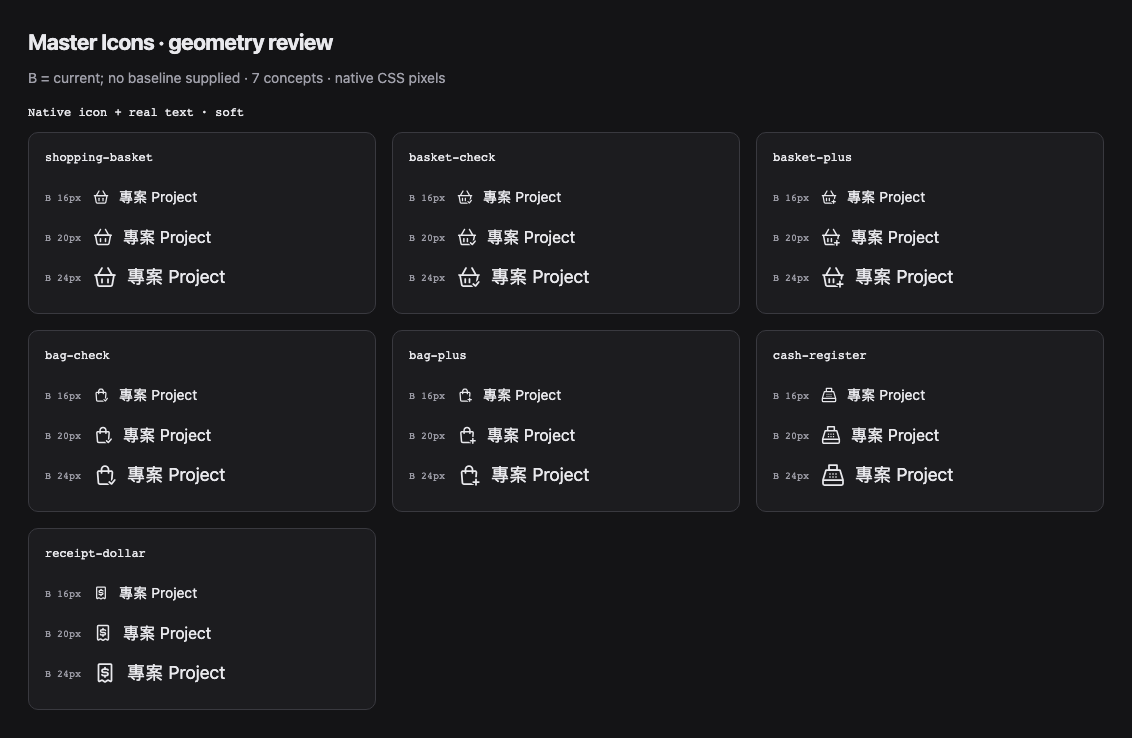 Master Icons · geometry review
B = current; no baseline supplied · 7 concepts · native CSS pixels
Native icon + real text · soft
shopping-basket
B 16px 專案 Project
B 20px 專案 Project
B 24px 專案 Project
basket-check
B 16px 專案 Project
B 20px 專案 Project
B 24px 專案 Project
basket-plus
B 16px 專案 Project
B 20px 專案 Project
B 24px 專案 Project
bag-check
B 16px 專案 Project
B 20px 專案 Project
B 24px 專案 Project
bag-plus
B 16px 專案 Project
B 20px 專案 Project
B 24px 專案 Project
cash-register
B 16px 專案 Project
B 20px 專案 Project
B 24px 專案 Project
receipt-dollar
B 16px 專案 Project
B 20px 專案 Project
B 24px 專案 Project